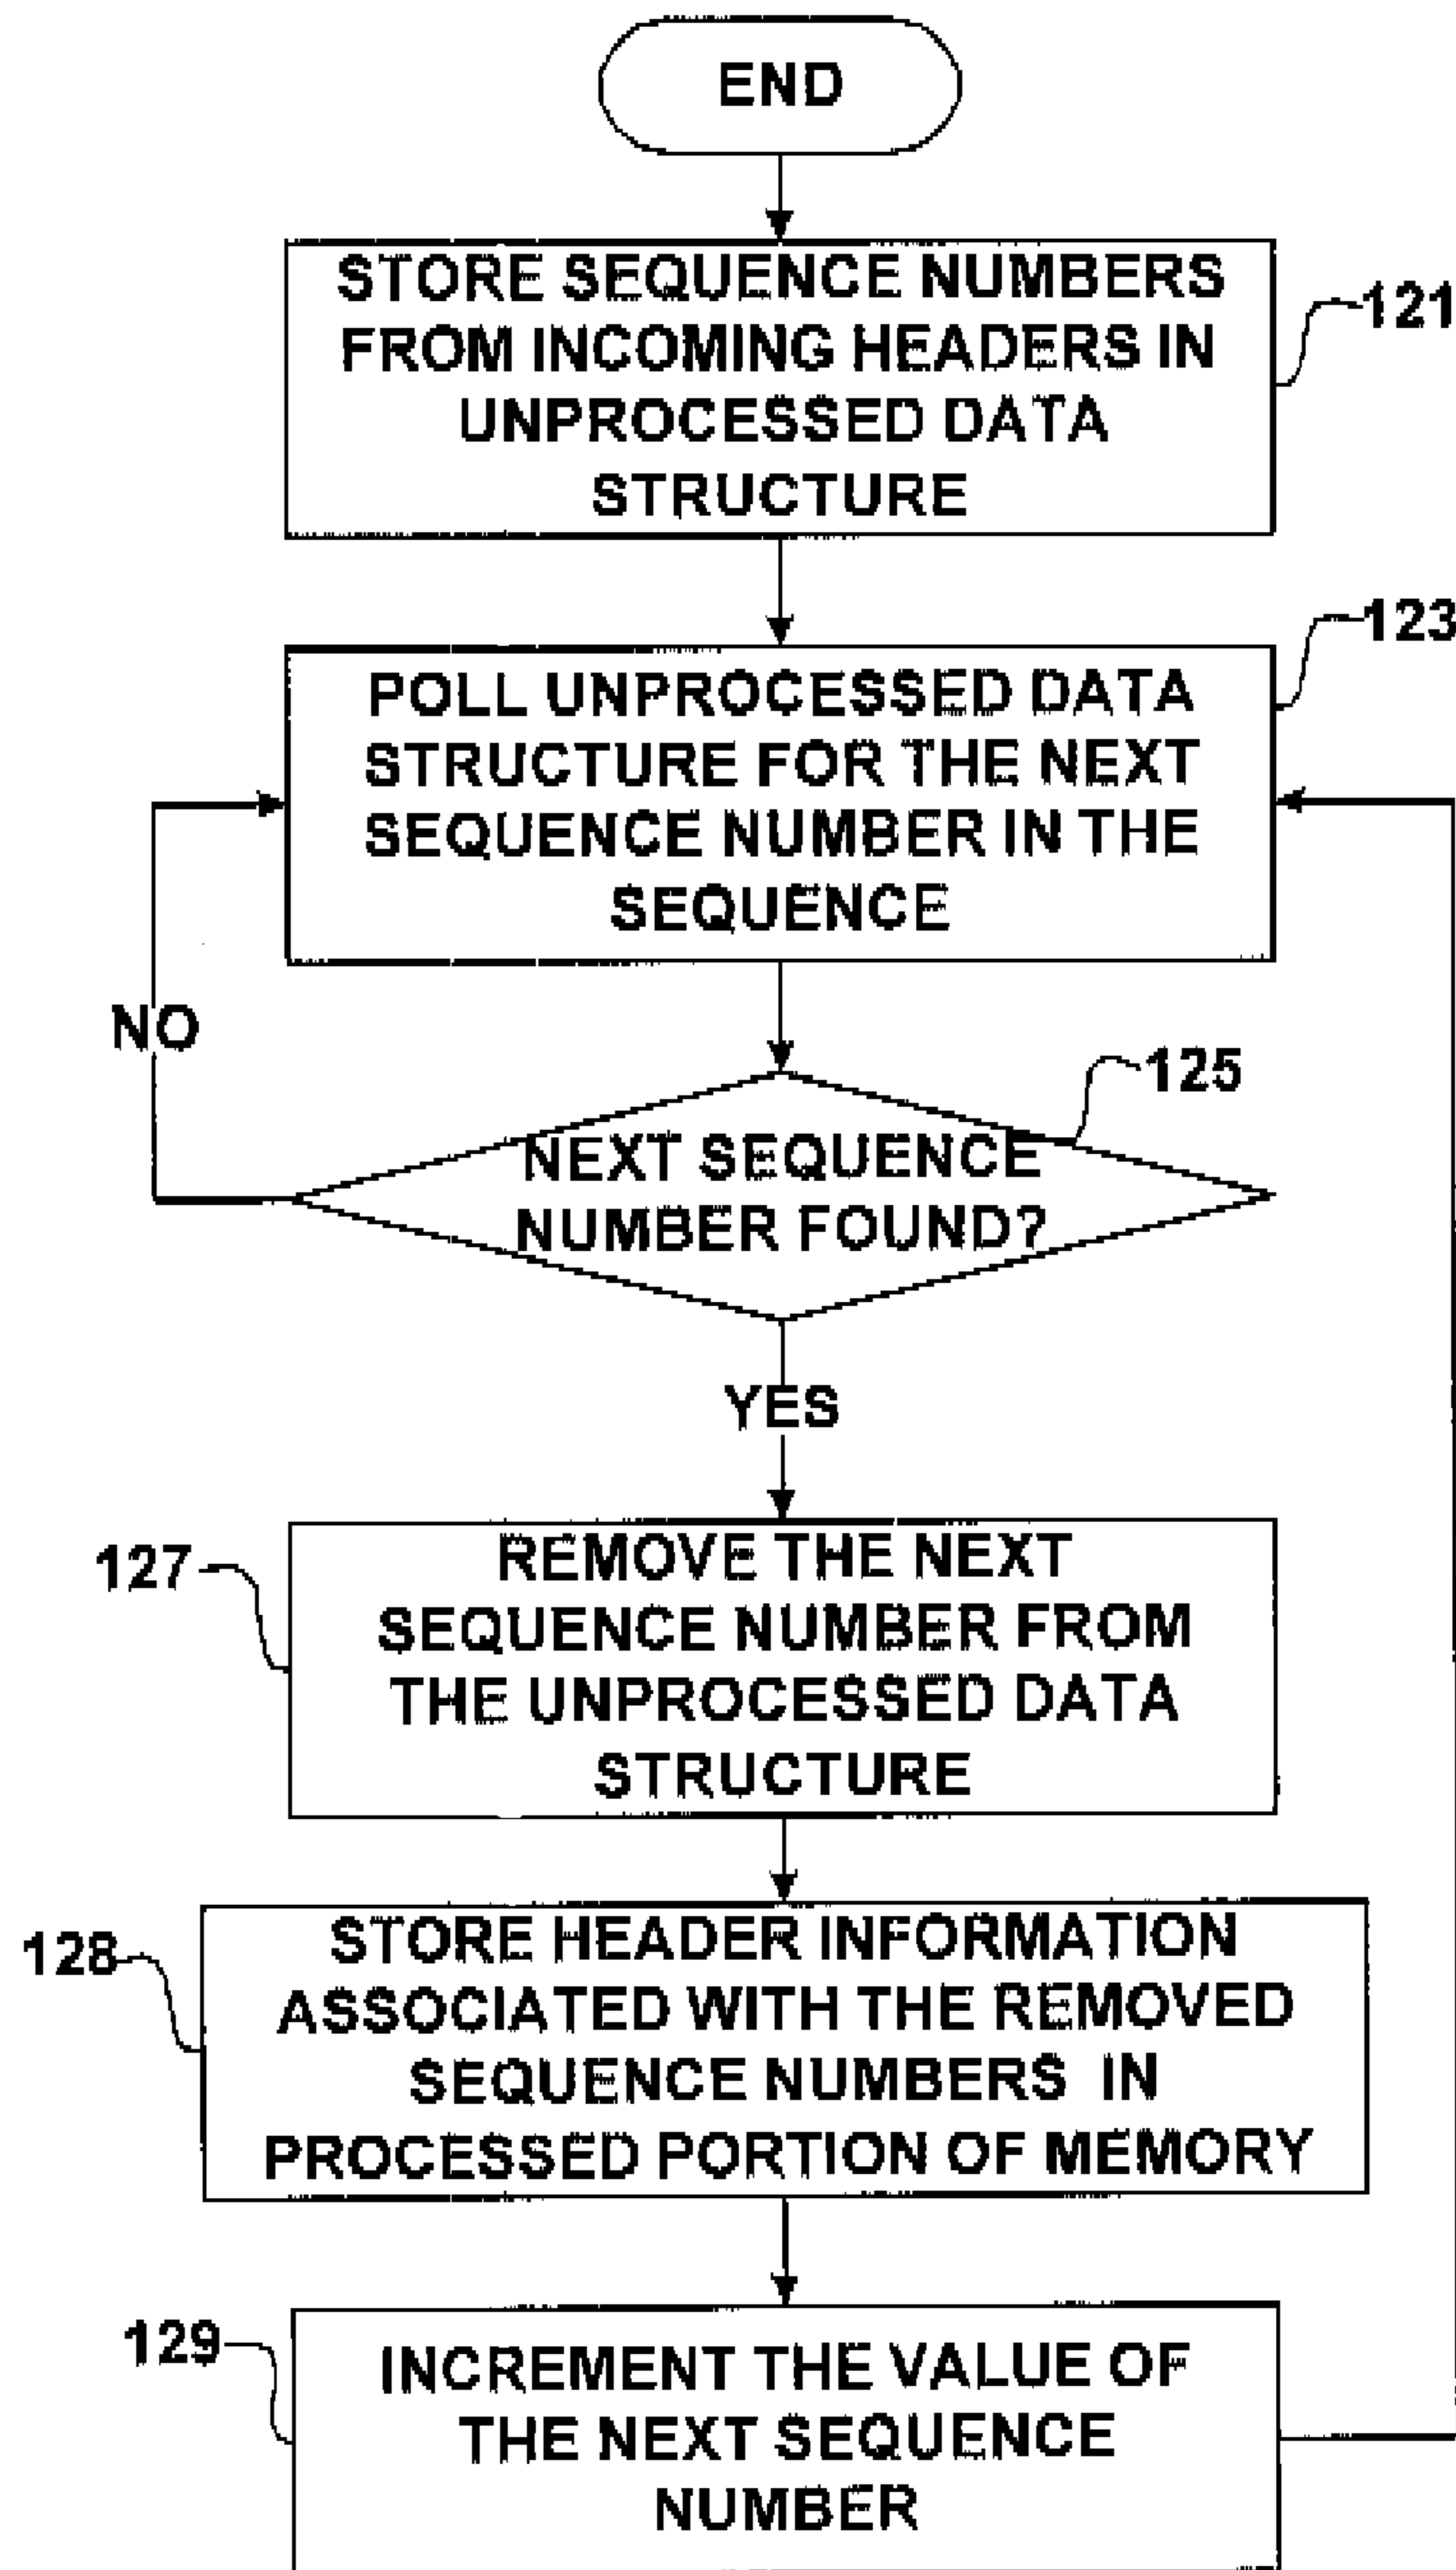 END
STORE SEQUENCE NUMBERS
FROM INCOMING HEADERS IN
UNPROCESSED DATA
STRUCTURE
121
POLL UNPROCESSED DATA
STRUCTURE FOR THE NEXT
SEQUENCE NUMBER IN THE
SEQUENCE
123
NO
NEXT SEQUENCE
NUMBER FOUND?
125
YES
127
REMOVE THE NEXT
SEQUENCE NUMBER FROM
THE UNPROCESSED DATA
STRUCTURE
128
STORE HEADER INFORMATION
ASSOCIATED WITH THE REMOVED
SEQUENCE NUMBERS IN
PROCESSED PORTION OF MEMORY
129
INCREMENT THE VALUE OF
THE NEXT SEQUENCE
NUMBER